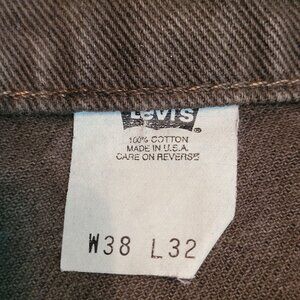 Levi's
100% COTTON
MADE IN U.S.A.
CARE ON REVERSE
W38 L32